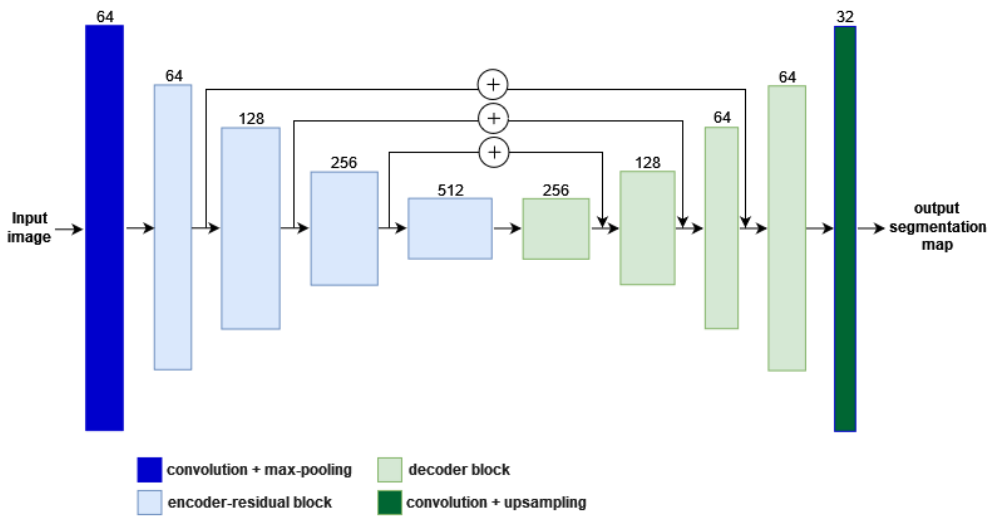 64
32
64
64
128
64
256
128
512
256
+
+
+
Input
image
output
segmentation
map
convolution + max-pooling
decoder block
encoder-residual block
convolution + upsampling